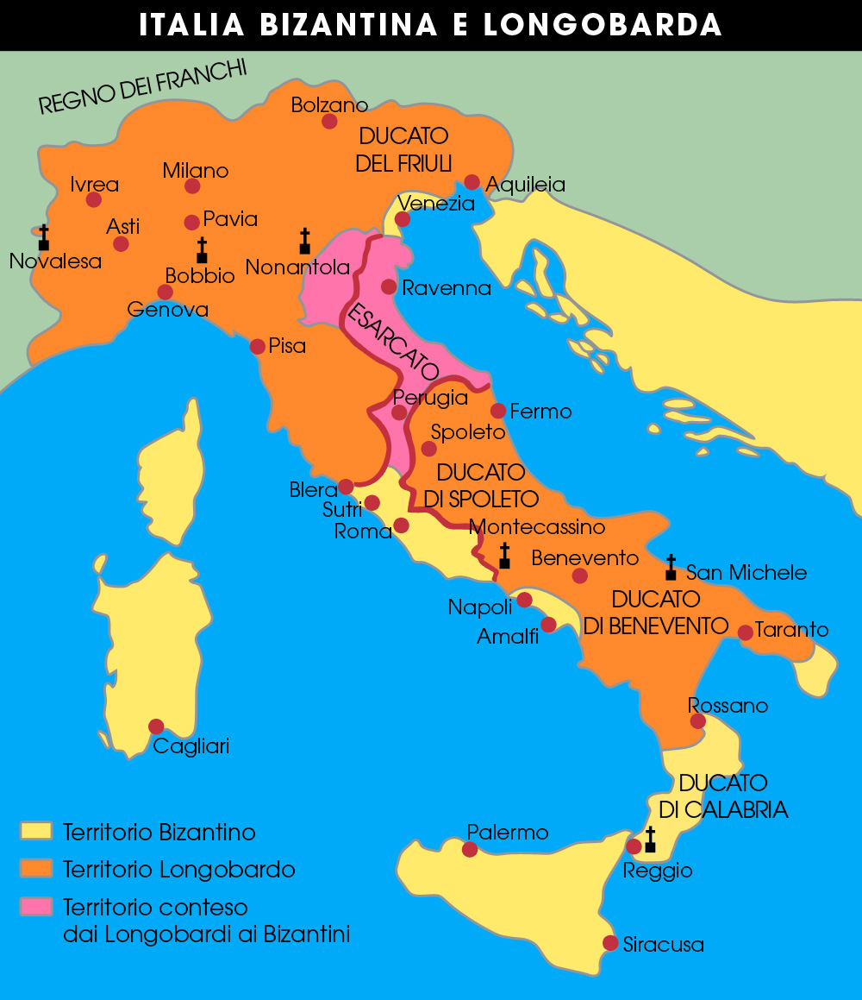 ITALIA BIZANTINA E LONGOBARDA
REGNO DEI FRANCHI
Bolzano
DUCATO
DEL FRIULI
Milano
Ivrea
Aquileia
Venezia
Pavia
Asti
Novalesa
Nonantola
Bobbio
Ravenna
Genova
ESARCATO
Pisa
Perugia
Fermo
Spoleto
DUCATO
DI SPOLETO
Blera
Sutri
Roma
Montecassino
Benevento
San Michele
DUCATO
DI BENEVENTO
Napoli
Amalfi
Taranto
Rossano
Cagliari
DUCATO
DI CALABRIA
Palermo
Reggio
Siracusa
Territorio Bizantino
Territorio Longobardo
Territorio conteso
dai Longobardi ai Bizantini